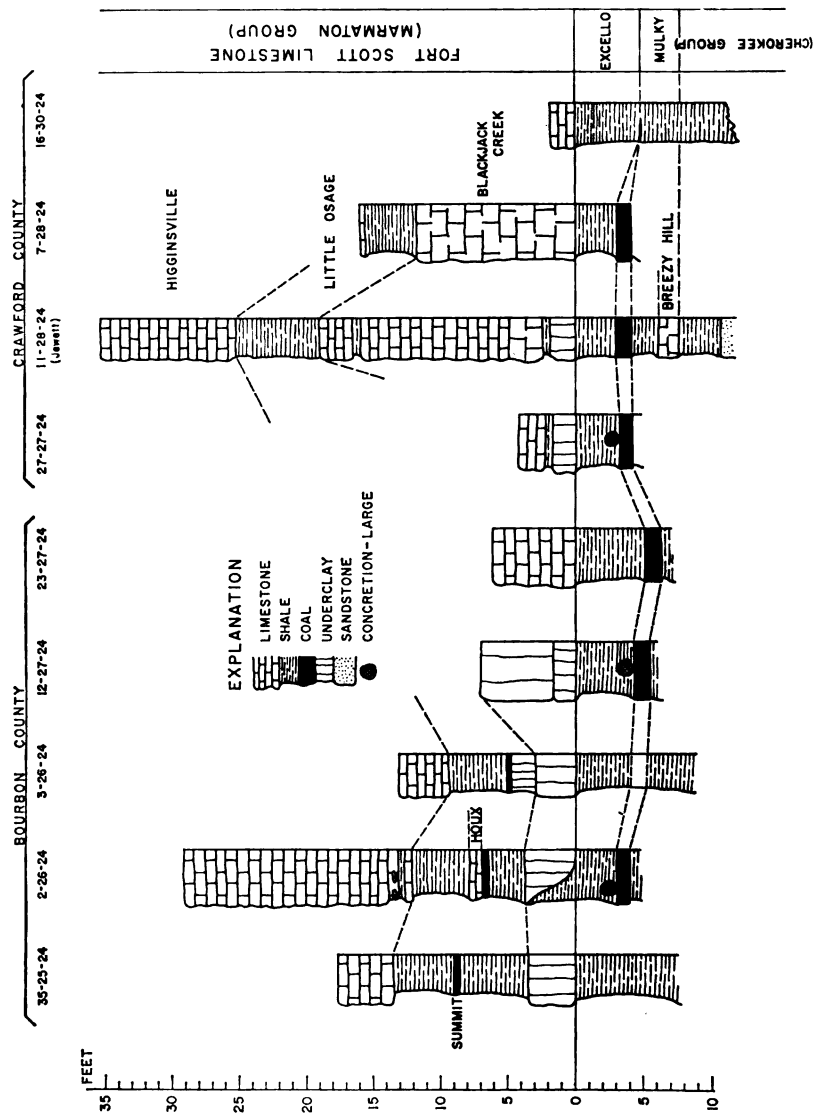 BOURBON COUNTY
CRAWFORD COUNTY
35-25-24
2-26-24
3-26-24
12-27-24
23-27-24
27-27-24
11-28-24
(Jewett)
7-28-24
16-30-24
FEET
35
30
25
20
15
10
5
0
5
10
EXPLANATION
LIMESTONE
SHALE
COAL
UNDERCLAY
SANDSTONE
CONCRETION-LARGE
SUMMIT
HOUX
HIGGINSVILLE
LITTLE OSAGE
BLACKJACK
CREEK
BREEZY HILL
FORT SCOTT LIMESTONE
(MARMATON GROUP)
EXCELLO
MULKY
(CHEROKEE GROUP)